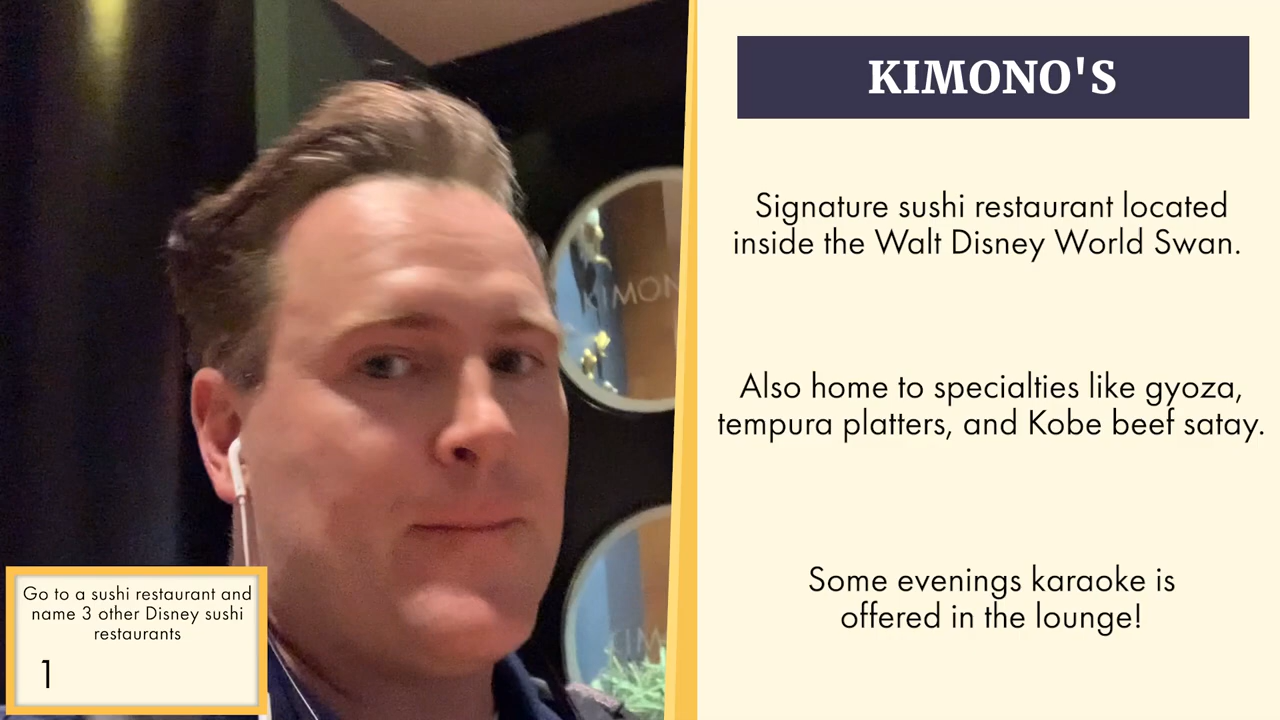 KIMONO'S
Signature sushi restaurant located
inside the Walt Disney World Swan.
Also home to specialties like gyoza,
tempura platters, and Kobe beef satay.
Some evenings karaoke is
offered in the lounge!
KIMON
KIM
Go to a sushi restaurant and
name 3 other Disney sushi
restaurants
1